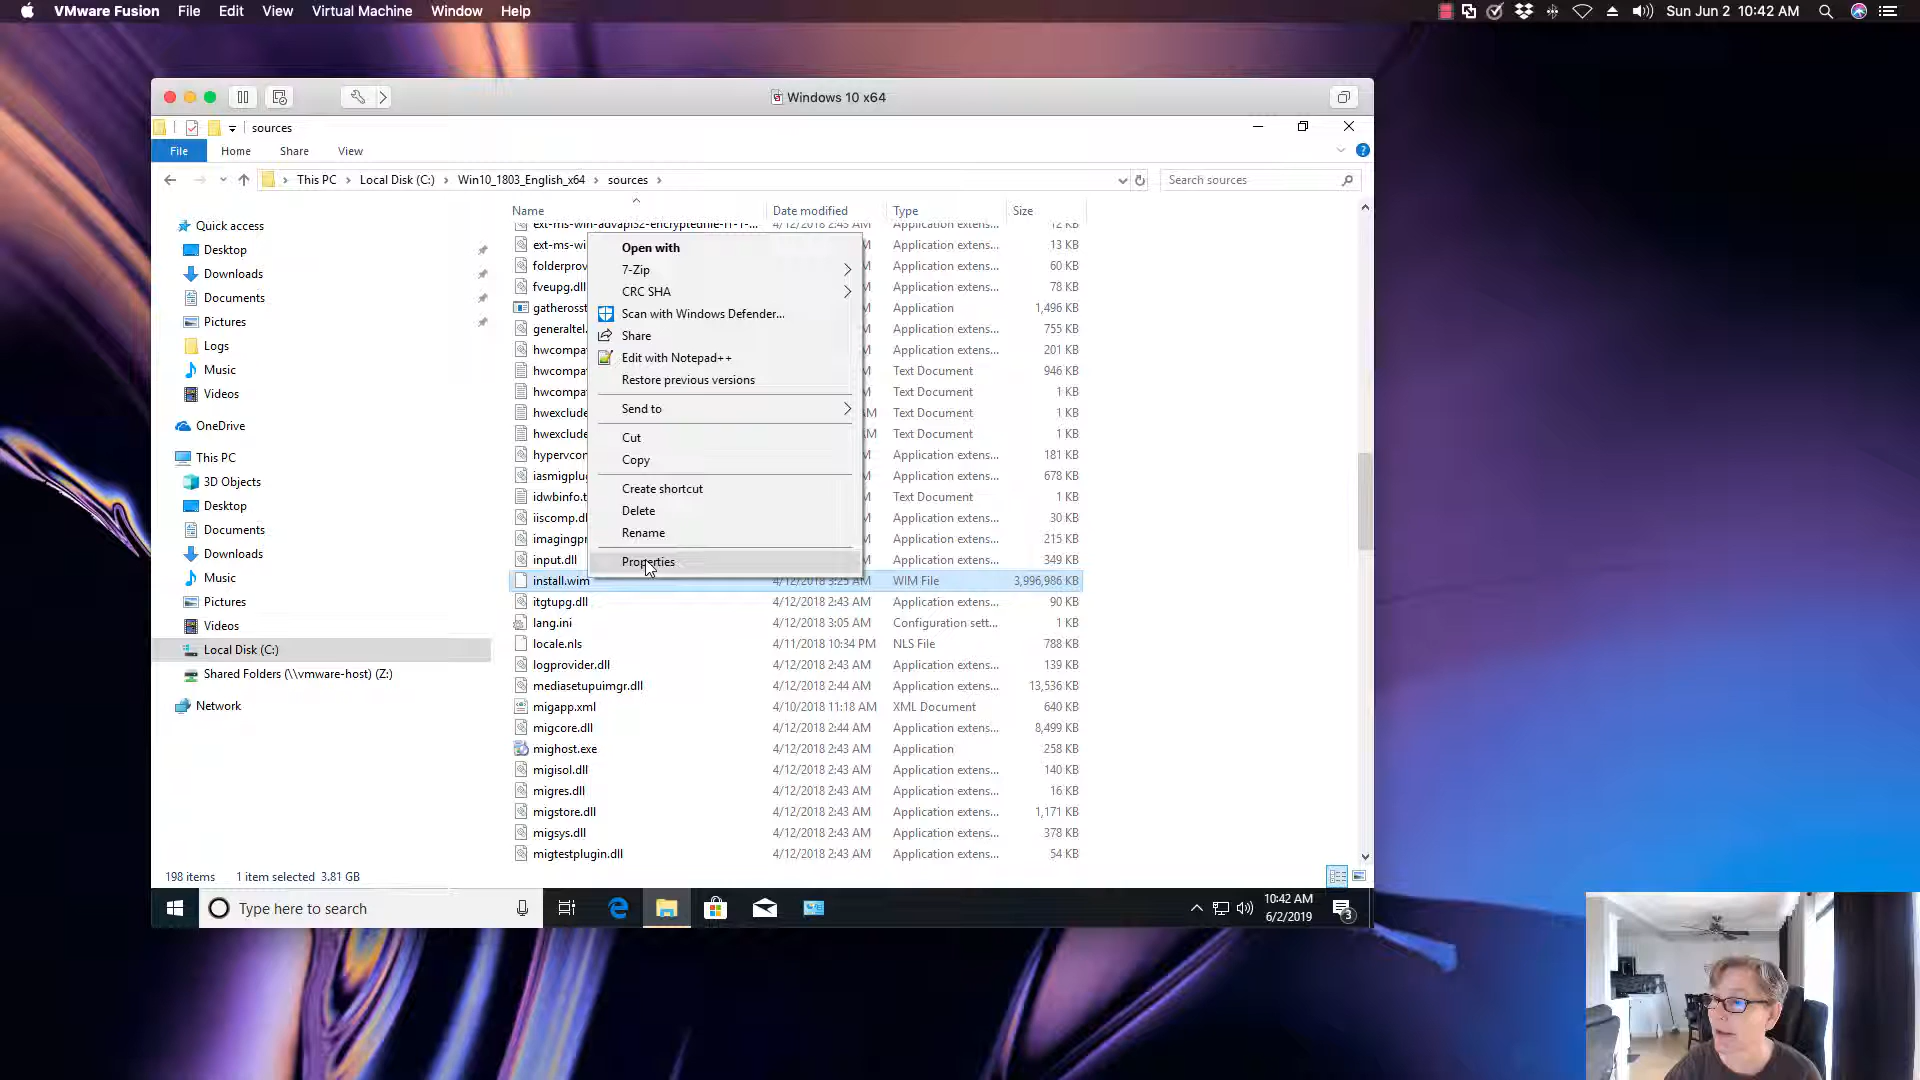 VMware Fusion File Edit View Virtual Machine Window Help Sun Jun 2 10:42 AM
Windows 10 x64
sources
File Home Share View
This PC Local Disk (C:) Win10_1803_English_x64 sources Search sources
Name Date modified Type Size
Quick access
Desktop
Downloads
Documents
Pictures
Logs
Music
Videos
OneDrive
This PC
3D Objects
Desktop
Documents
Downloads
Music
Pictures
Videos
Local Disk (C:)
Shared Folders (\\vmware-host) (Z:)
Network
4/12/2018 2:43 AM Application extens... 12 KB
ext-ms-wi Application extens... 13 KB
folderprov Application extens... 60 KB
fveupg.dll Application extens... 78 KB
gatherosst Application 1,496 KB
generaltel. Application extens... 755 KB
hwcompa Application extens... 201 KB
hwcompa Text Document 946 KB
hwcompa Text Document 1 KB
hwexclude Text Document 1 KB
hwexclude Text Document 1 KB
hypervcor Application extens... 181 KB
iasmigplug Application extens... 678 KB
idwbinfo.t Text Document 1 KB
iiscomp.dl Application extens... 30 KB
imagingpr Application extens... 215 KB
input.dll Application extens... 349 KB
install.wim 4/12/2018 3:25 AM WIM File 3,996,986 KB
itgtupg.dll 4/12/2018 2:43 AM Application extens... 90 KB
lang.ini 4/12/2018 3:05 AM Configuration sett... 1 KB
locale.nls 4/11/2018 10:34 PM NLS File 788 KB
logprovider.dll 4/12/2018 2:43 AM Application extens... 139 KB
mediasetupuimgr.dll 4/12/2018 2:44 AM Application extens... 13,536 KB
migapp.xml 4/10/2018 11:18 AM XML Document 640 KB
migcore.dll 4/12/2018 2:44 AM Application extens... 8,499 KB
mighost.exe 4/12/2018 2:43 AM Application 258 KB
migisol.dll 4/12/2018 2:43 AM Application extens... 140 KB
migres.dll 4/12/2018 2:43 AM Application extens... 16 KB
migstore.dll 4/12/2018 2:43 AM Application extens... 1,171 KB
migsys.dll 4/12/2018 2:43 AM Application extens... 378 KB
migtestplugin.dll 4/12/2018 2:43 AM Application extens... 54 KB
Open with
7-Zip
CRC SHA
Scan with Windows Defender...
Share
Edit with Notepad++
Restore previous versions
Send to
Cut
Copy
Create shortcut
Delete
Rename
Properties
198 items 1 item selected 3.81 GB
Type here to search
10:42 AM
6/2/2019
3